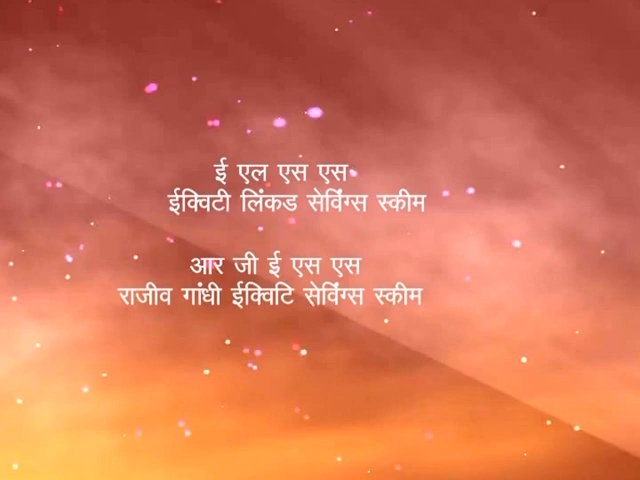 ई एल एस एस
ईक्विटी लिंकड सेविंग्स स्कीम
आर जी ई एस एस
राजीव गांधी ईक्विटि सेविंग्स स्कीम